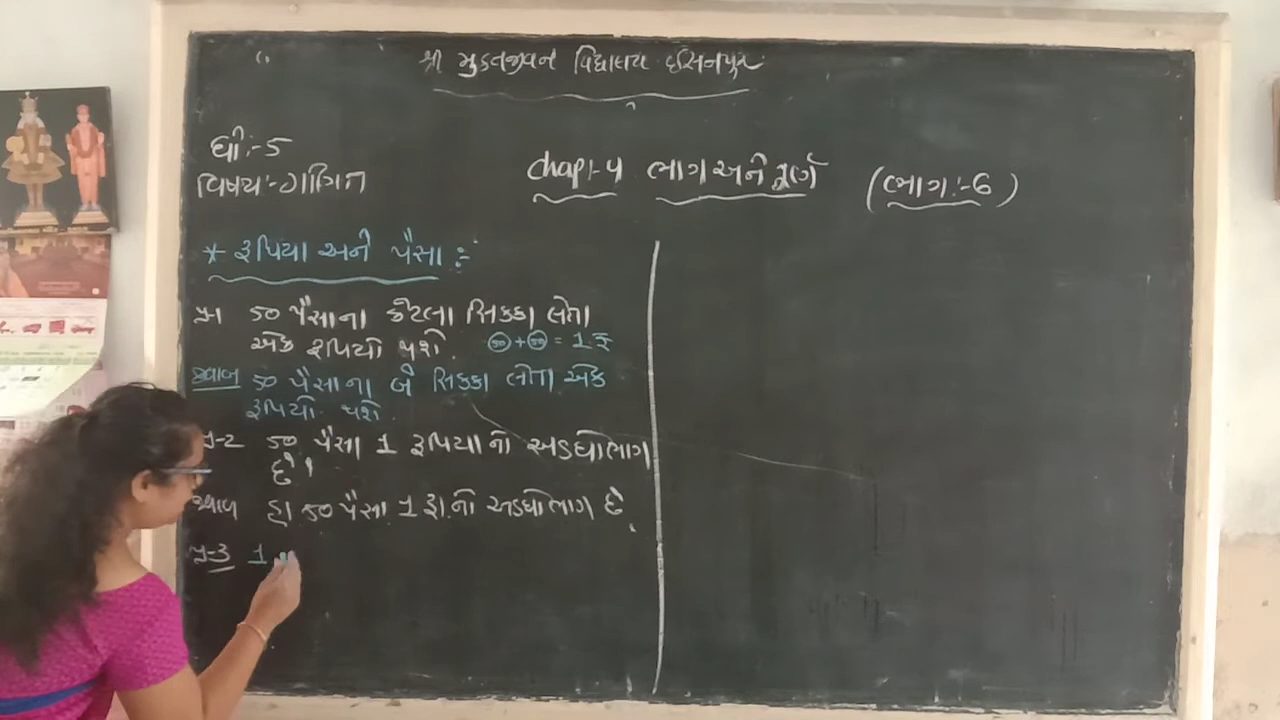 શ્રી મુક્તજીવન વિદ્યાલય ઇસનપુર
ધો:-5
વિષય:-ગણિત
chap:-4 ભાગ અને પૂર્ણ (ભાગ:-6)
* રૂપિયા અને પૈસા :-
પ્ર-1 50 પૈસાના કેટલા સિક્કા લેતા
એક રૂપિયો થશે.
50 + 50 = 1 ₹
જવાબ 50 પૈસાના બે સિક્કા લેતા એક
રૂપિયો થશે.
પ્ર-2 50 પૈસા 1 રૂપિયાનો અડધોભાગ
છે?
જવાબ હા 50 પૈસા 1 રૂા.નો અડધોભાગ છે.
પ્ર-3 1